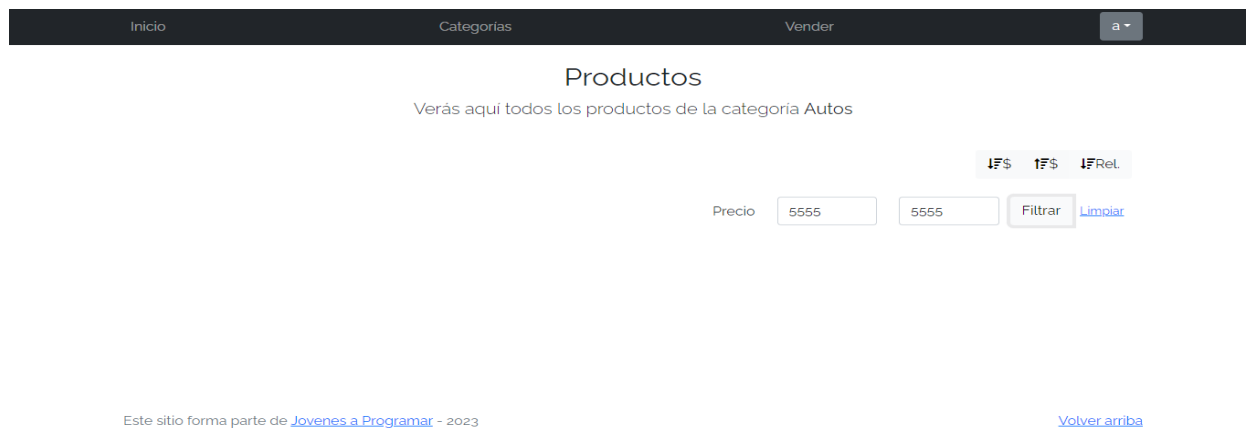 Inicio Categorías Vender a
Productos
Verás aquí todos los productos de la categoría Autos
$ $ Rel.
Precio 5555 5555 Filtrar Limpiar
Este sitio forma parte de Jovenes a Programar - 2023 Volver arriba